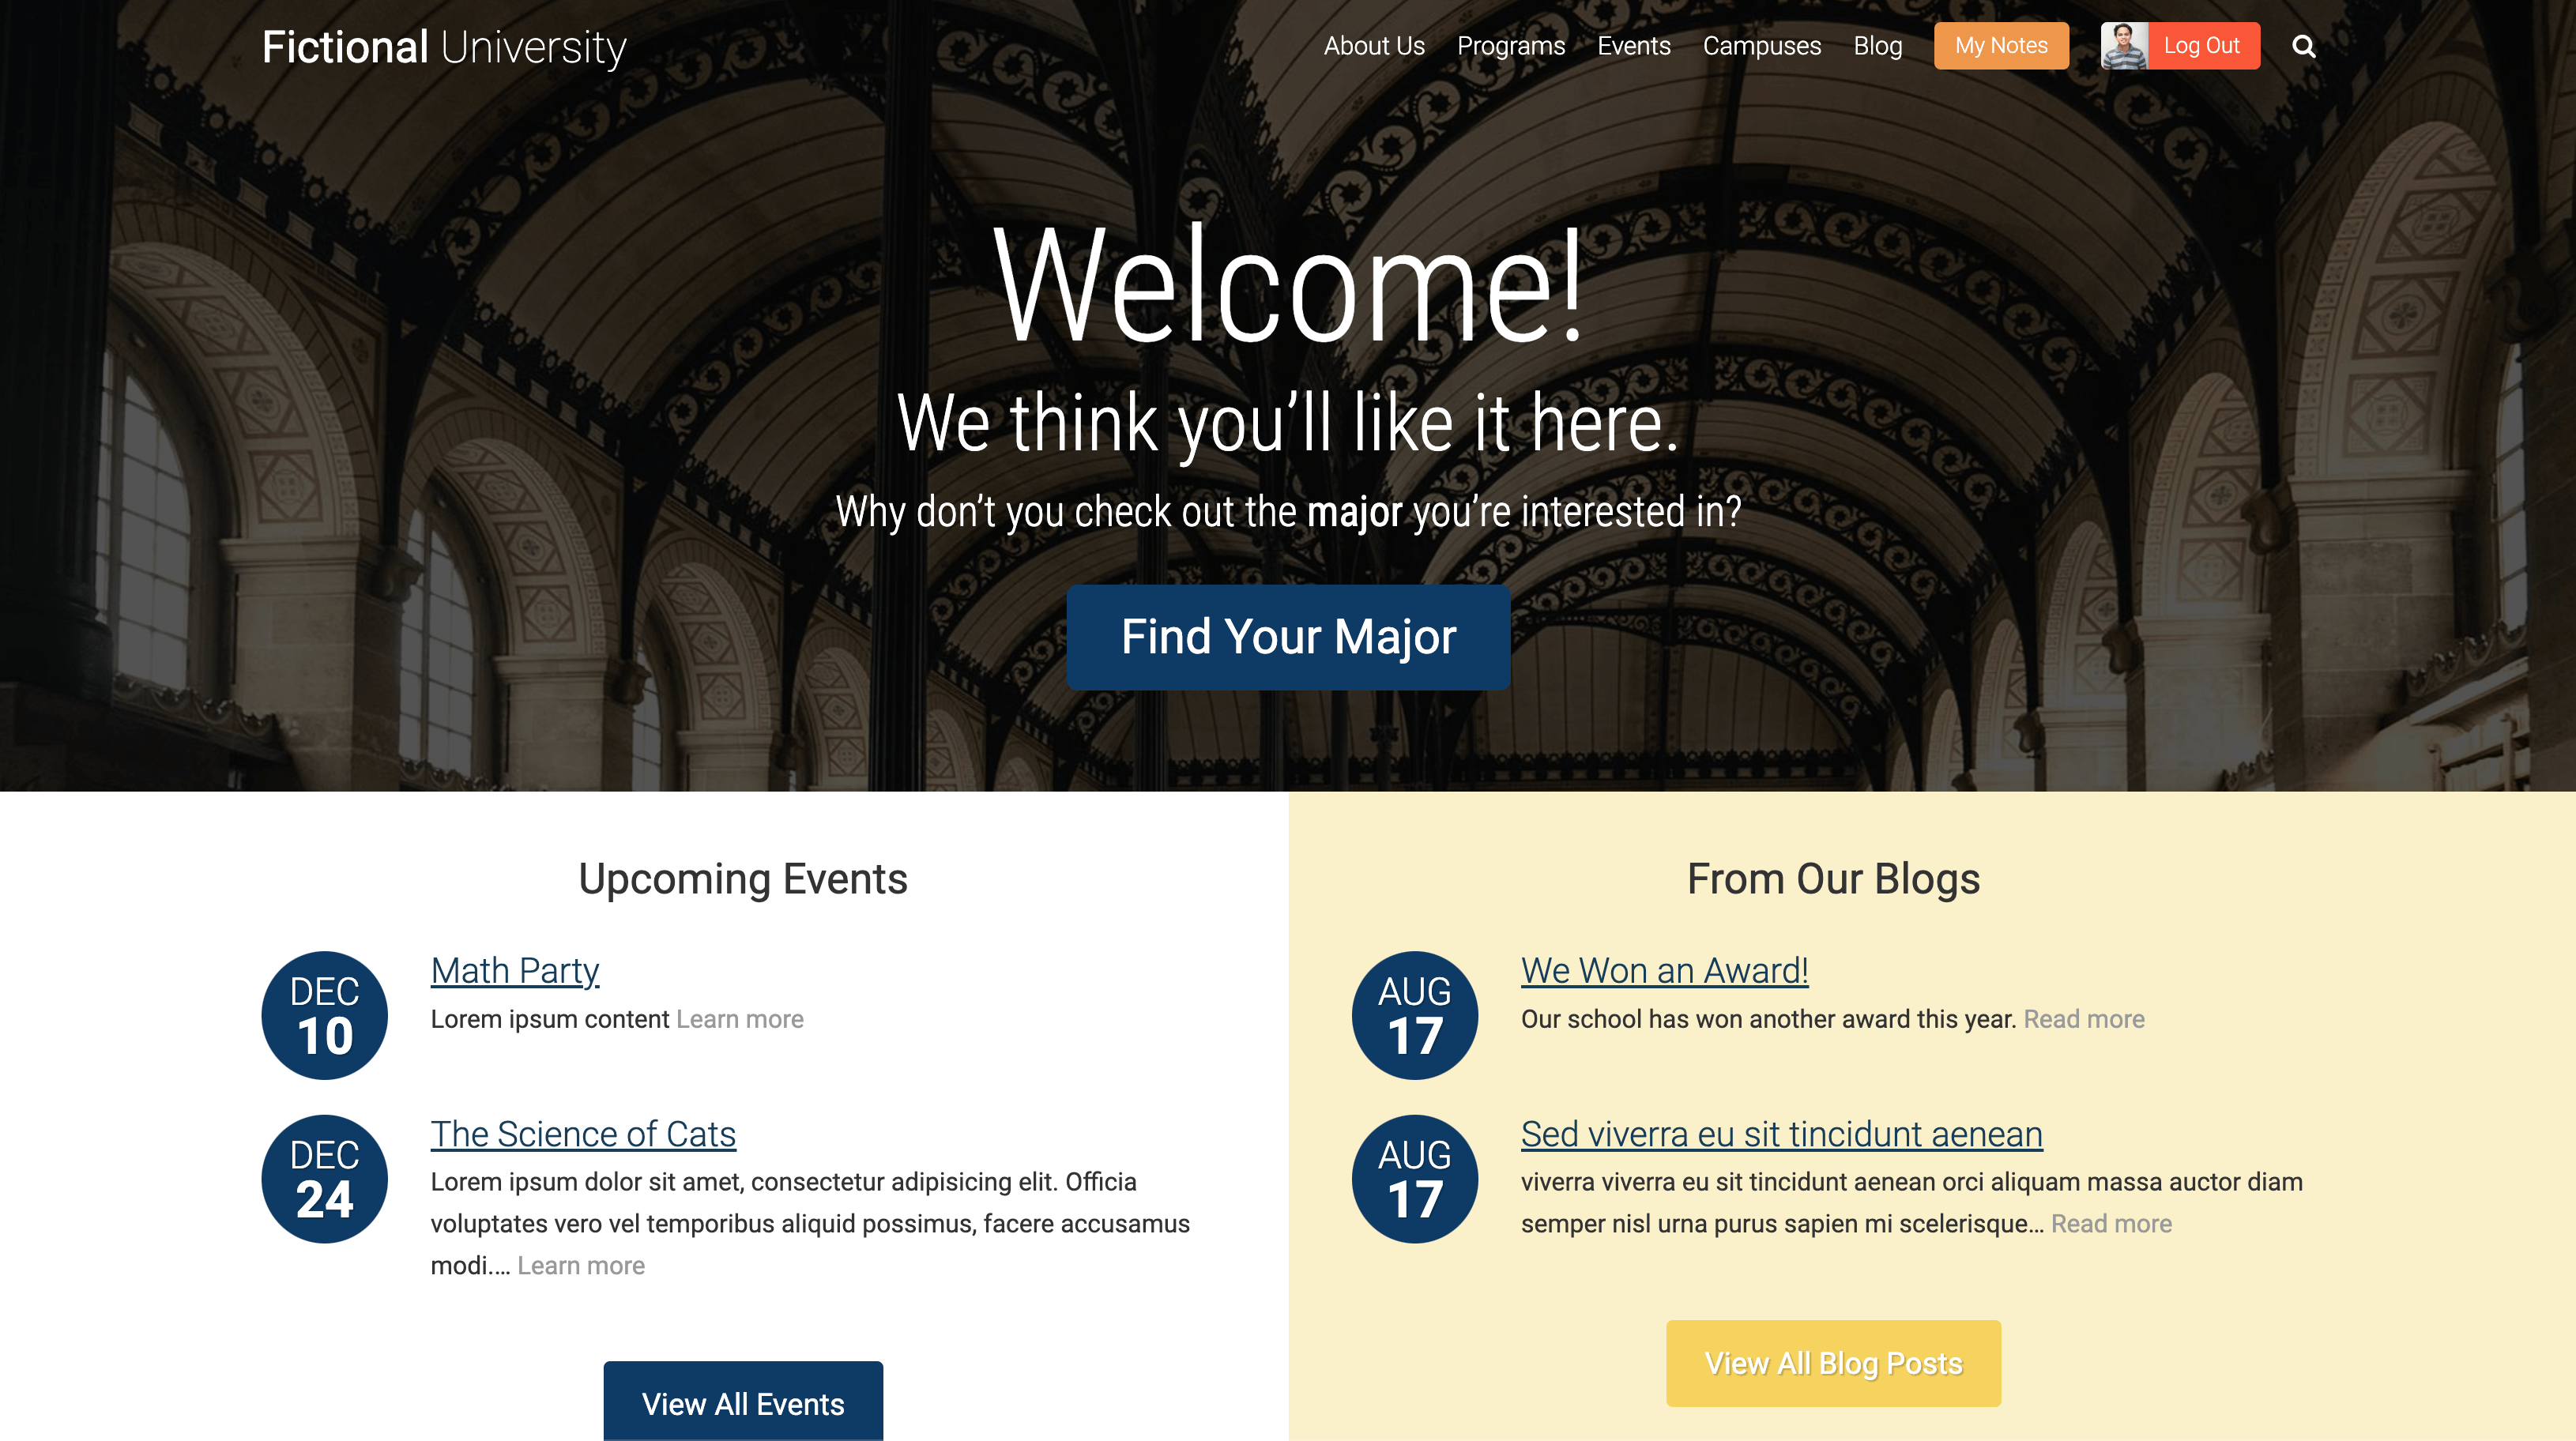 Fictional University
About Us Programs Events Campuses Blog My Notes Log Out
Welcome!
We think you’ll like it here.
Why don’t you check out the major you’re interested in?
Find Your Major
Upcoming Events
DEC
10
Math Party
Lorem ipsum content Learn more
DEC
24
The Science of Cats
Lorem ipsum dolor sit amet, consectetur adipisicing elit. Officia
voluptates vero vel temporibus aliquid possimus, facere accusamus
modi.… Learn more
View All Events
From Our Blogs
AUG
17
We Won an Award!
Our school has won another award this year. Read more
AUG
17
Sed viverra eu sit tincidunt aenean
viverra viverra eu sit tincidunt aenean orci aliquam massa auctor diam
semper nisl urna purus sapien mi scelerisque… Read more
View All Blog Posts